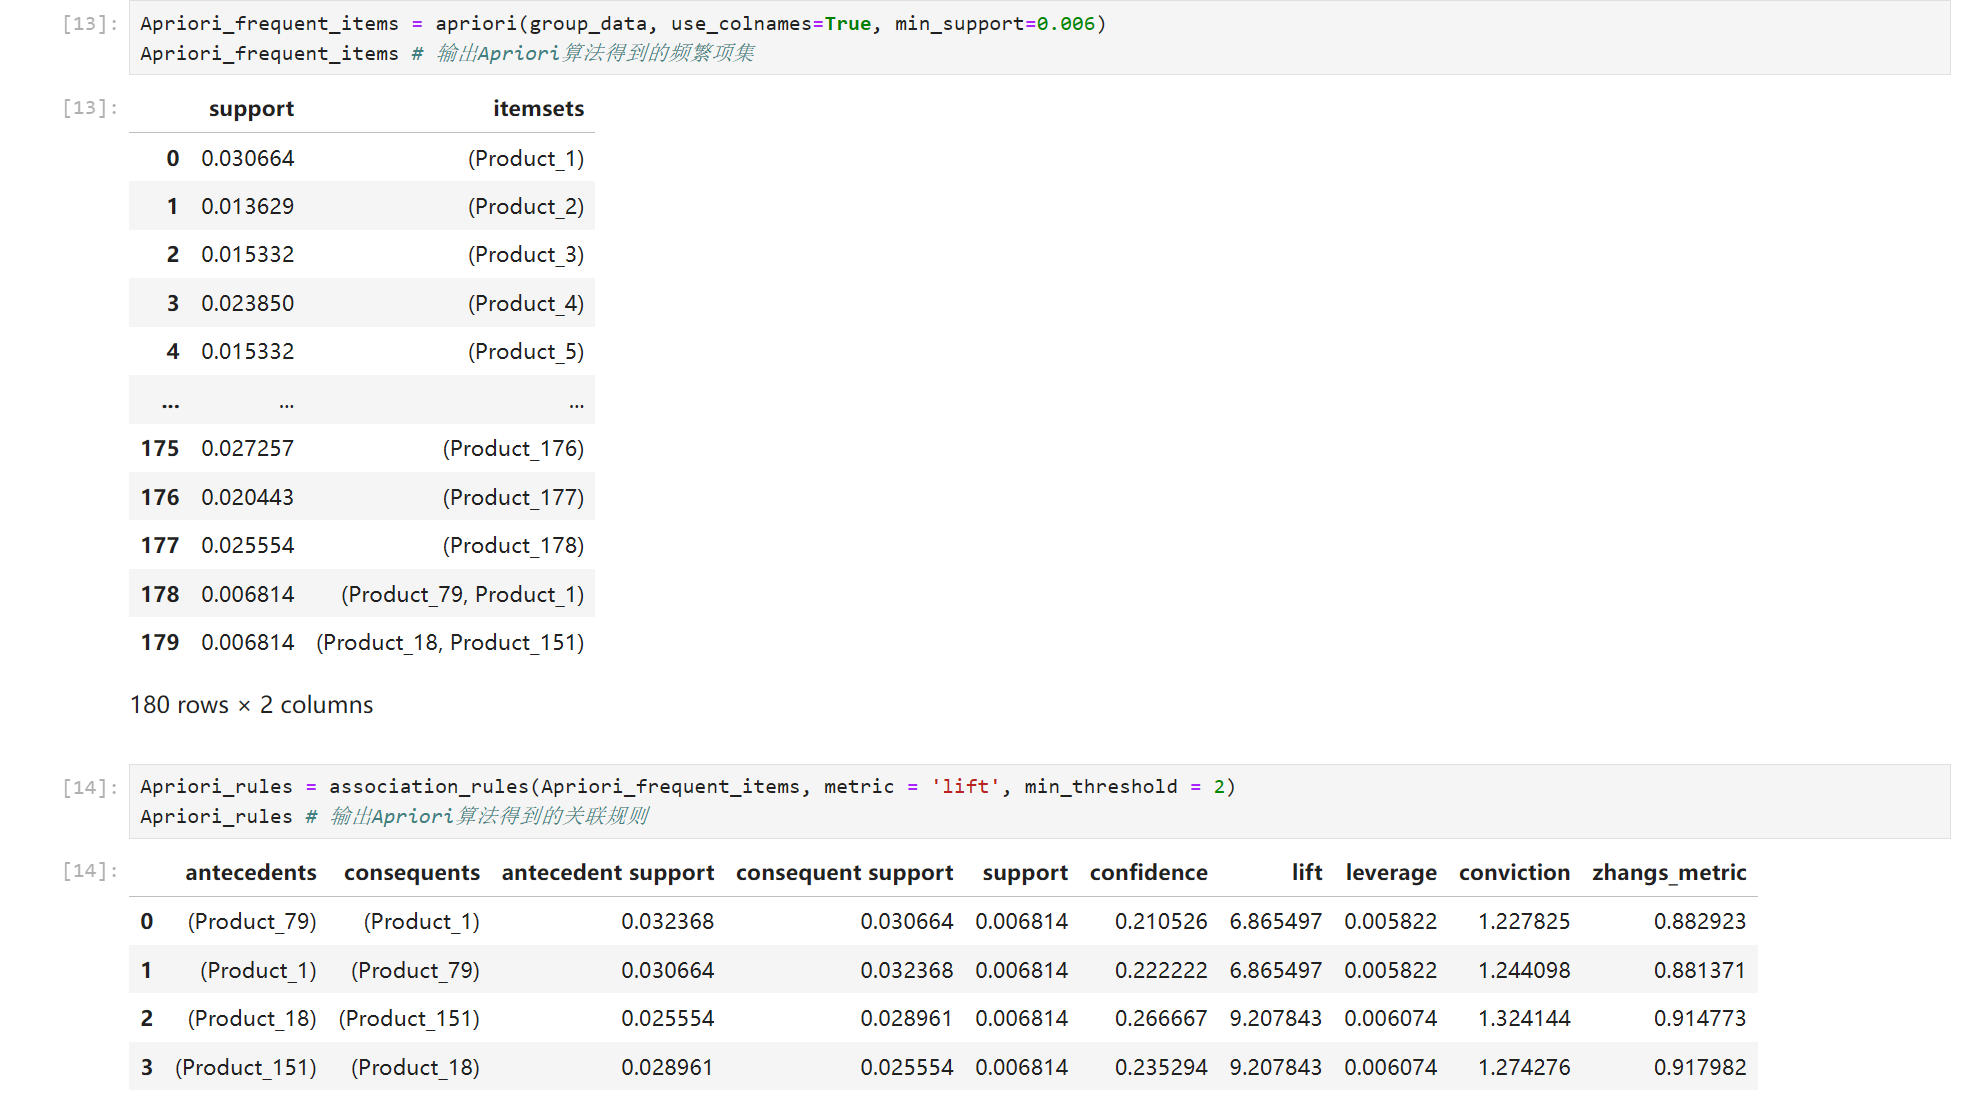 [13]: Apriori_frequent_items = apriori(group_data, use_colnames=True, min_support=0.006)
Apriori_frequent_items # 输出Apriori算法得到的频繁项集
[13]: support itemsets
0 0.030664 (Product_1)
1 0.013629 (Product_2)
2 0.015332 (Product_3)
3 0.023850 (Product_4)
4 0.015332 (Product_5)
... ... ...
175 0.027257 (Product_176)
176 0.020443 (Product_177)
177 0.025554 (Product_178)
178 0.006814 (Product_79, Product_1)
179 0.006814 (Product_18, Product_151)
180 rows × 2 columns
[14]: Apriori_rules = association_rules(Apriori_frequent_items, metric = 'lift', min_threshold = 2)
Apriori_rules # 输出Apriori算法得到的关联规则
[14]: antecedents consequents antecedent support consequent support support confidence lift leverage conviction zhangs_metric
0 (Product_79) (Product_1) 0.032368 0.030664 0.006814 0.210526 6.865497 0.005822 1.227825 0.882923
1 (Product_1) (Product_79) 0.030664 0.032368 0.006814 0.222222 6.865497 0.005822 1.244098 0.881371
2 (Product_18) (Product_151) 0.025554 0.028961 0.006814 0.266667 9.207843 0.006074 1.324144 0.914773
3 (Product_151) (Product_18) 0.028961 0.025554 0.006814 0.235294 9.207843 0.006074 1.274276 0.917982